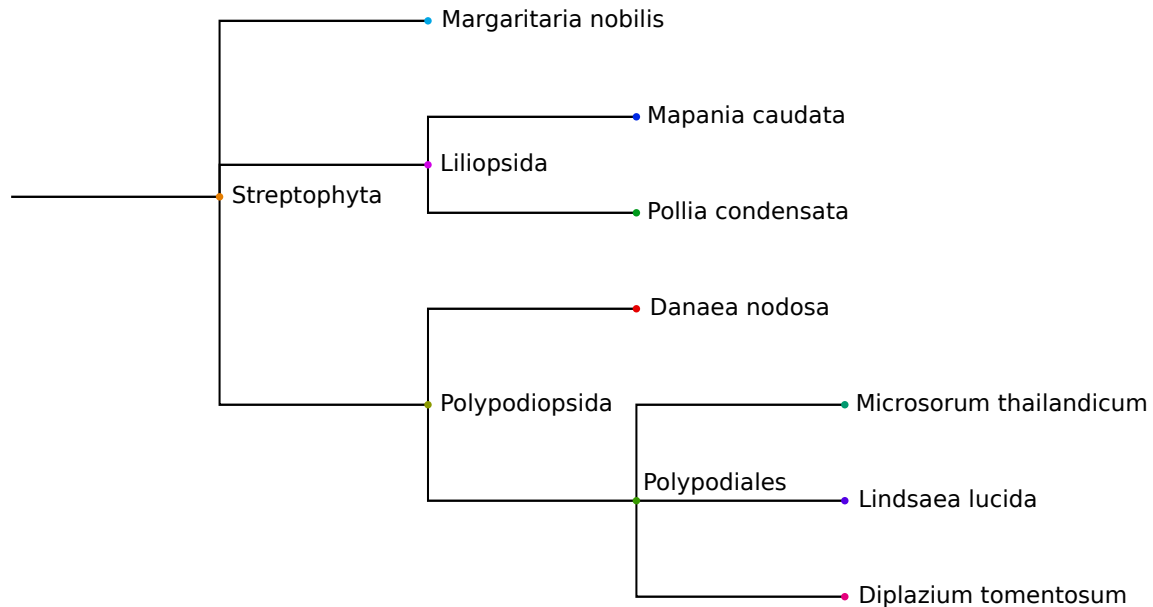 Margaritaria nobilis
Mapania caudata
Liliopsida
Streptophyta
Pollia condensata
Danaea nodosa
Polypodiopsida
Microsorum thailandicum
Polypodiales
Lindsaea lucida
Diplazium tomentosum